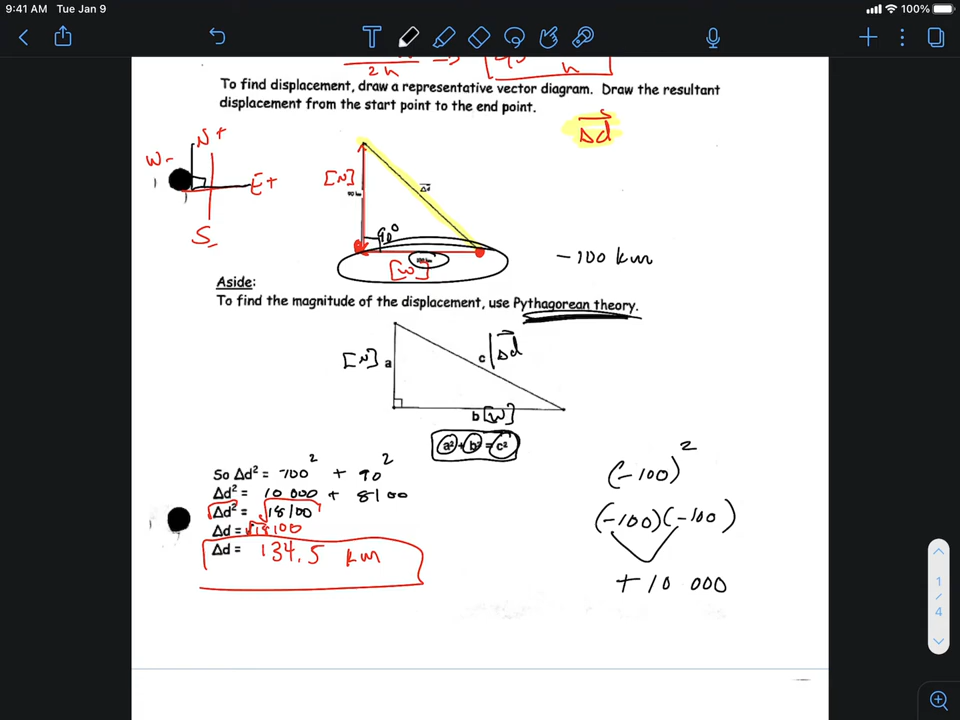 9:41 AM Tue Jan 9
100%
2h
h
To find displacement, draw a representative vector diagram. Draw the resultant
displacement from the start point to the end point.
Δd
N+
W-
E+
S-
[N]
Δd
90°
[W]
-100 km
Aside:
To find the magnitude of the displacement, use Pythagorean theory.
[N] a
c |Δd
b [W]
a² + b² = c²
So Δd² = -100² + 90²
Δd² = 10 000 + 8100
Δd² = √18100
Δd = √18100
Δd = 134.5 km
(-100)²
(-100)(-100)
+10 000
1
/
4